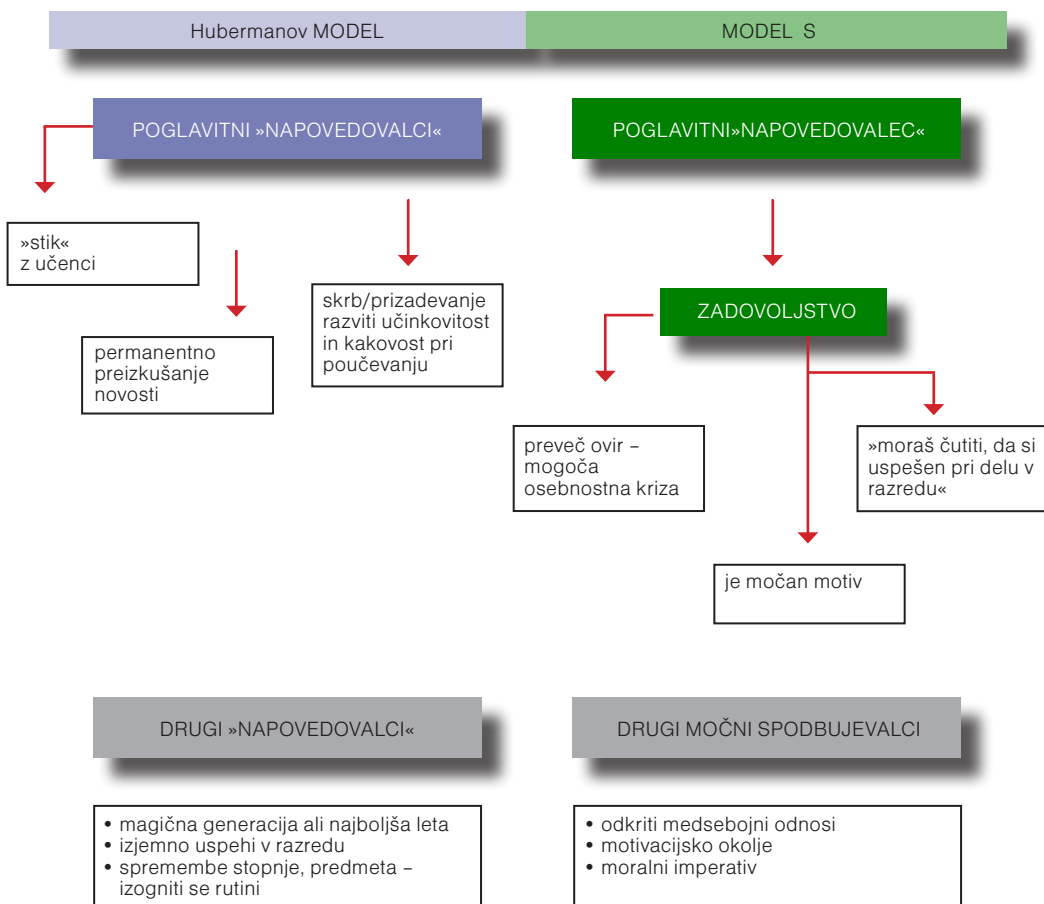 Hubermanov MODEL
MODEL S
POGLAVITNI »NAPOVEDOVALCI«
POGLAVITNI»NAPOVEDOVALEC«
»stik«
z učenci
permanentno
preizkušanje
novosti
skrb/prizadevanje
razviti učinkovitost
in kakovost pri
poučevanju
ZADOVOLJSTVO
preveč ovir –
mogoča
osebnostna kriza
»moraš čutiti, da si
uspešen pri delu v
razredu«
je močan motiv
DRUGI »NAPOVEDOVALCI«
• magična generacija ali najboljša leta
• izjemno uspehi v razredu
• spremembe stopnje, predmeta –
izogniti se rutini
DRUGI MOČNI SPODBUJEVALCI
• odkriti medsebojni odnosi
• motivacijsko okolje
• moralni imperativ